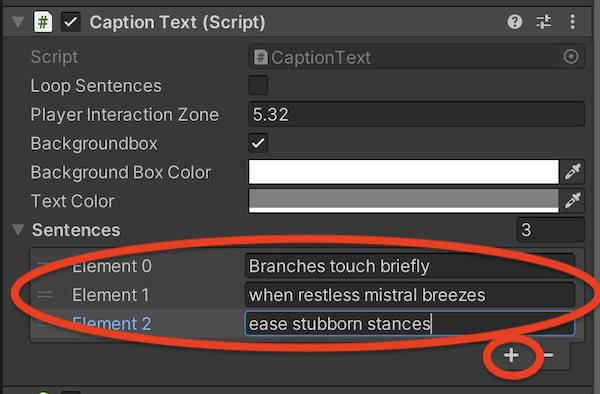 Caption Text (Script)
Script CaptionText
Loop Sentences
Player Interaction Zone 5.32
Backgroundbox
Background Box Color
Text Color
Sentences 3
Element 0 Branches touch briefly
Element 1 when restless mistral breezes
Element 2 ease stubborn stances